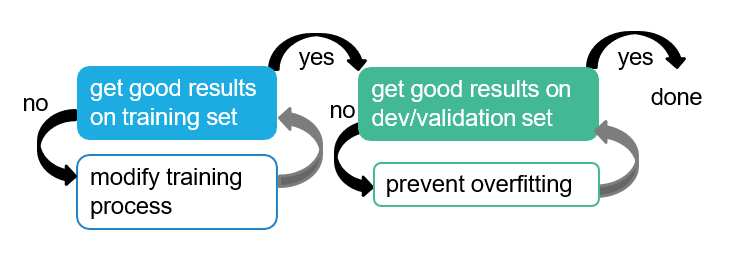 yes
yes
get good results
on training set
get good results on
dev/validation set
done
no
no
modify training
process
prevent overfitting